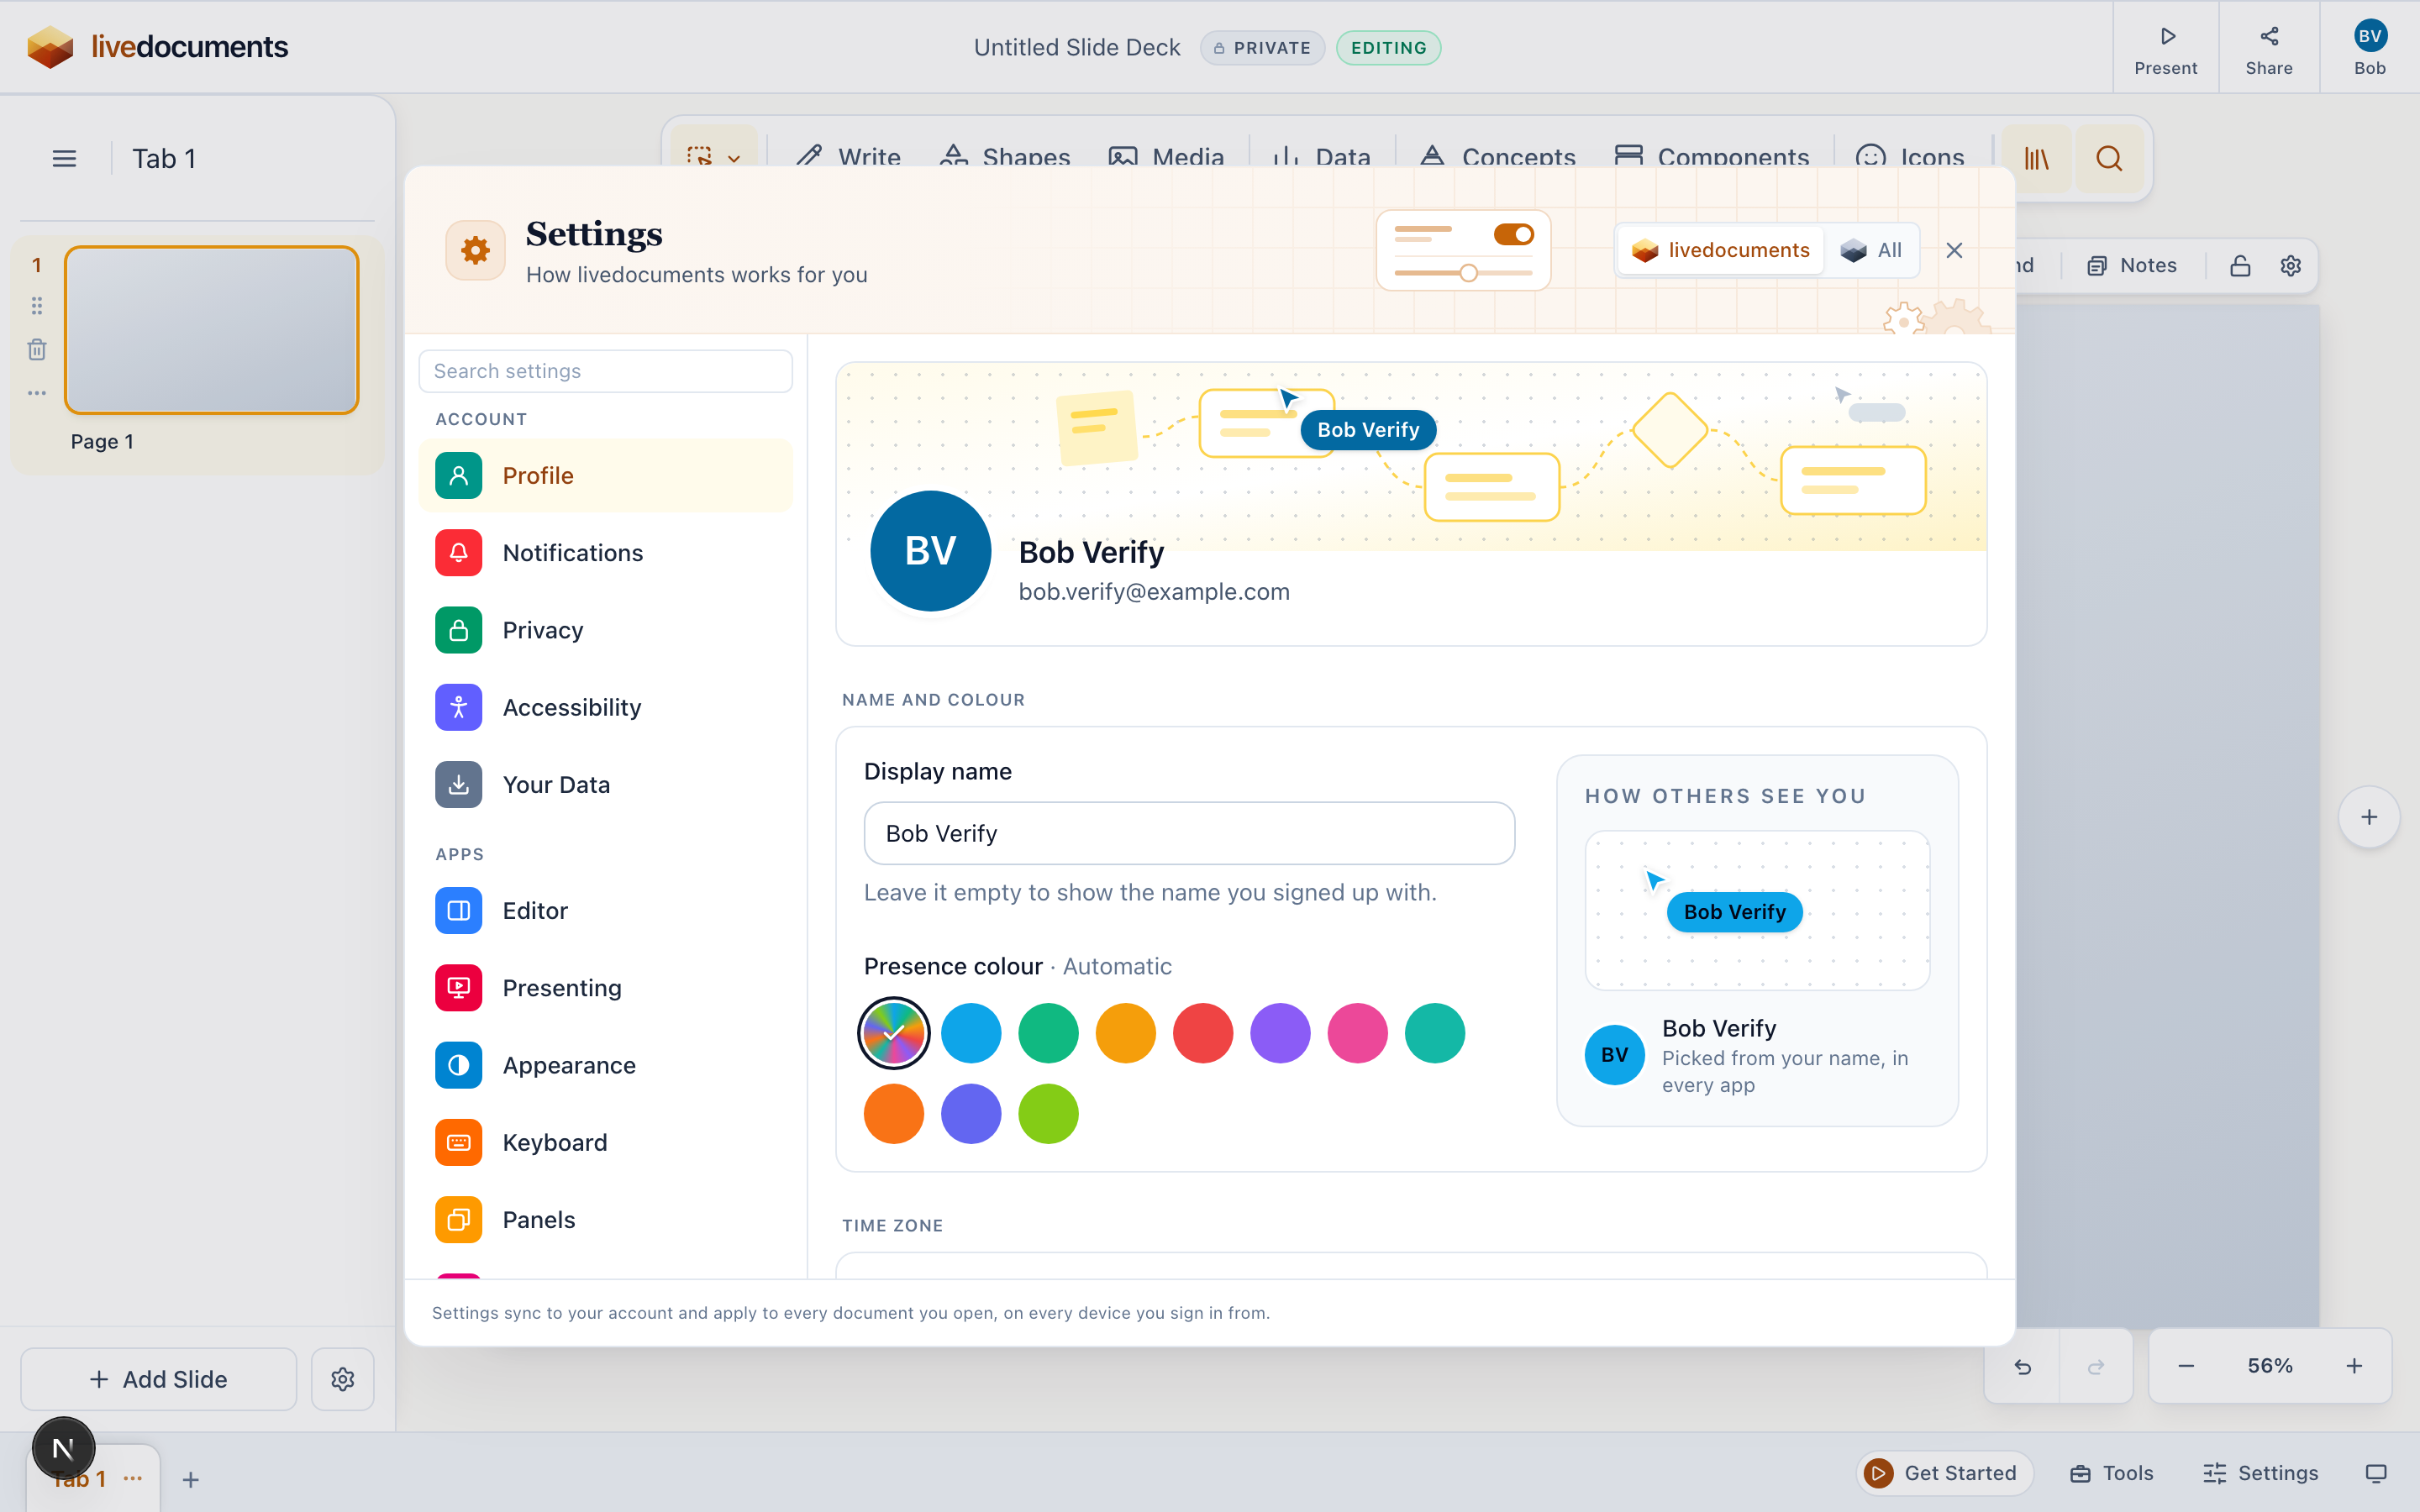 livedocuments
Untitled Slide Deck
PRIVATE
EDITING
Present
Share
BV
Bob
Tab 1
Write
Shapes
Media
Data
Concepts
Components
Icons
1
Page 1
nd
Notes
Settings
How livedocuments works for you
livedocuments
All
Search settings
ACCOUNT
Profile
Notifications
Privacy
Accessibility
Your Data
APPS
Editor
Presenting
Appearance
Keyboard
Panels
Bob Verify
BV
Bob Verify
bob.verify@example.com
NAME AND COLOUR
Display name
Bob Verify
Leave it empty to show the name you signed up with.
Presence colour · Automatic
HOW OTHERS SEE YOU
Bob Verify
BV
Bob Verify
Picked from your name, in
every app
TIME ZONE
Settings sync to your account and apply to every document you open, on every device you sign in from.
Add Slide
56%
N
Tab 1
Get Started
Tools
Settings